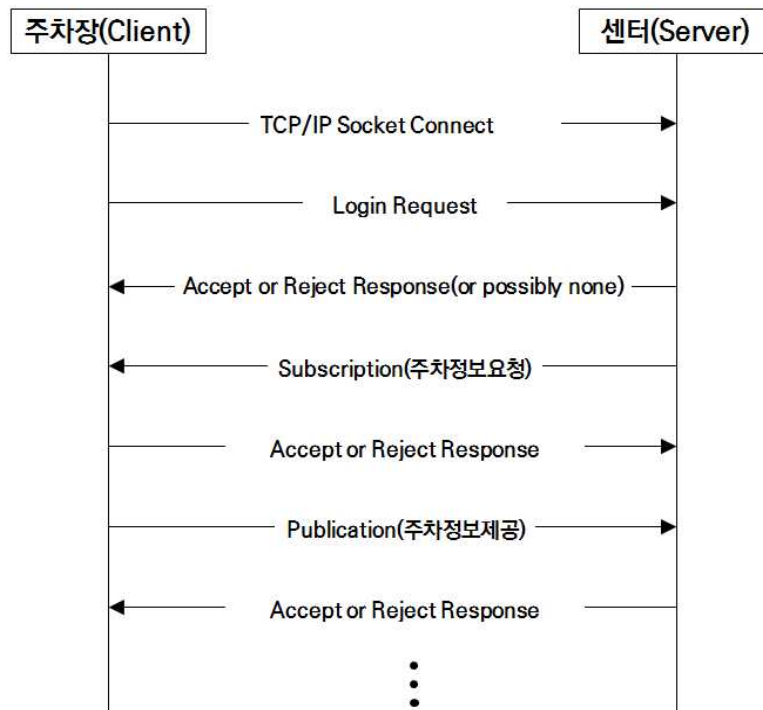 주차장(Client)
센터(Server)
TCP/IP Socket Connect
Login Request
Accept or Reject Response(or possibly none)
Subscription(주차정보요청)
Accept or Reject Response
Publication(주차정보제공)
Accept or Reject Response